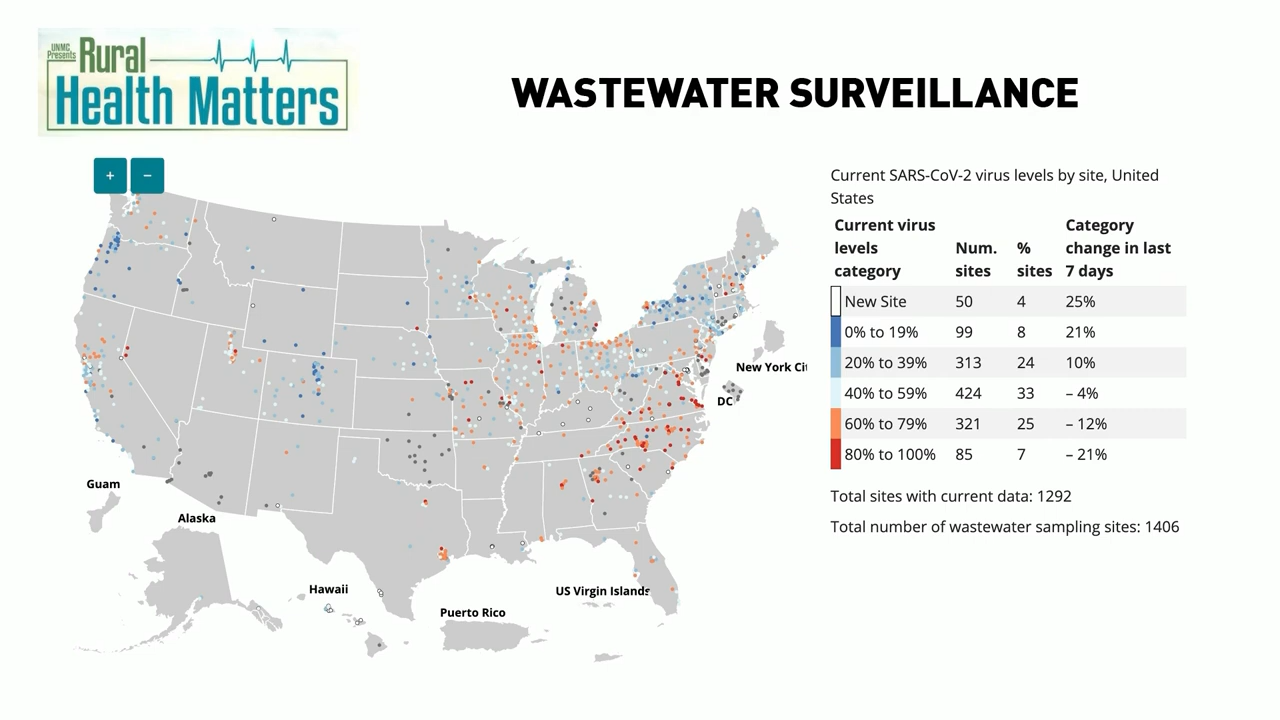 UNMC
Presents
Rural
Health Matters
WASTEWATER SURVEILLANCE
+ −
Current SARS-CoV-2 virus levels by site, United
States
Current virus
levels
category
Num.
sites
%
sites
Category
change in last
7 days
New Site 50 4 25%
0% to 19% 99 8 21%
20% to 39% 313 24 10%
40% to 59% 424 33 – 4%
60% to 79% 321 25 – 12%
80% to 100% 85 7 – 21%
Total sites with current data: 1292
Total number of wastewater sampling sites: 1406
New York Cit
DC
Guam
Alaska
Hawaii
Puerto Rico
US Virgin Islands